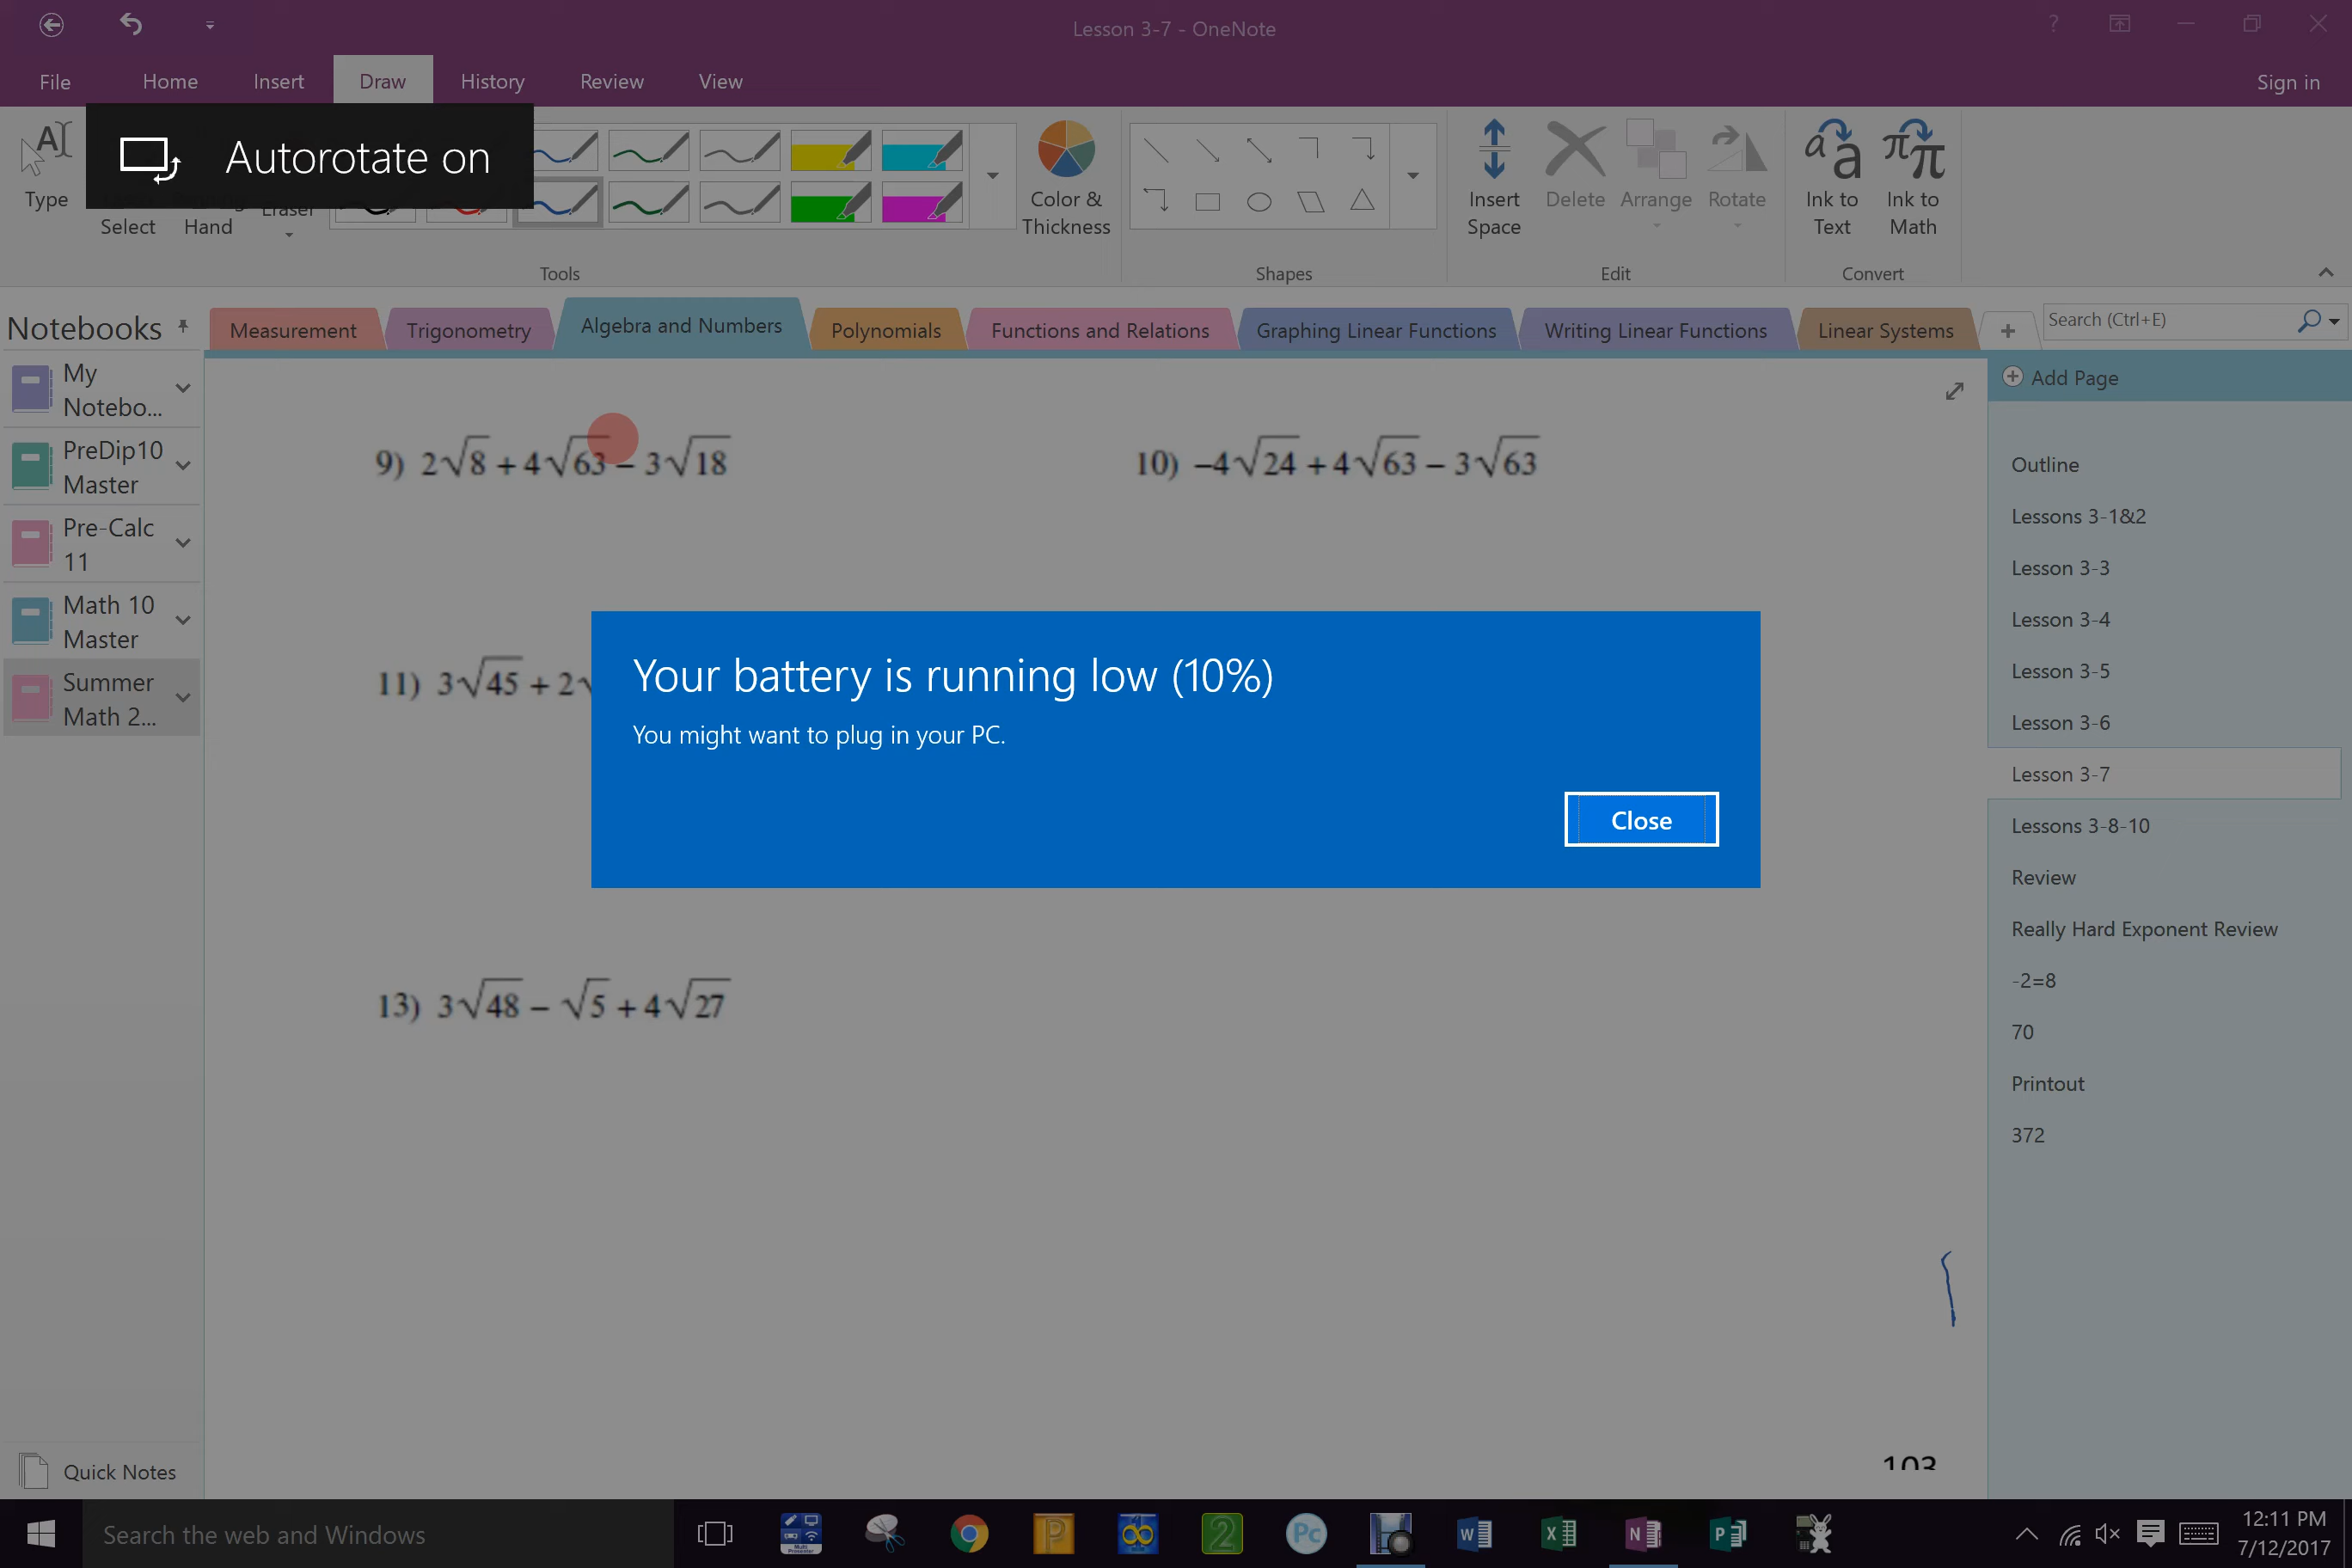 Lesson 3-7 - OneNote
File Home Insert Draw History Review View Sign in
Autorotate on
Type Select Hand Eraser
Color & Thickness
Insert Space Delete Arrange Rotate
Ink to Text Ink to Math
Tools Shapes Edit Convert
Notebooks
Measurement Trigonometry Algebra and Numbers Polynomials Functions and Relations Graphing Linear Functions Writing Linear Functions Linear Systems
Search (Ctrl+E)
My Notebo...
PreDip10 Master
Pre-Calc 11
Math 10 Master
Summer Math 2...
Quick Notes
9) 2√8 + 4√63 – 3√18
10) –4√24 + 4√63 – 3√63
11) 3√45 + 2√
Your battery is running low (10%)
You might want to plug in your PC.
Close
13) 3√48 – √5 + 4√27
103
Add Page
Outline
Lessons 3-1&2
Lesson 3-3
Lesson 3-4
Lesson 3-5
Lesson 3-6
Lesson 3-7
Lessons 3-8-10
Review
Really Hard Exponent Review
-2=8
70
Printout
372
Search the web and Windows
12:11 PM
7/12/2017